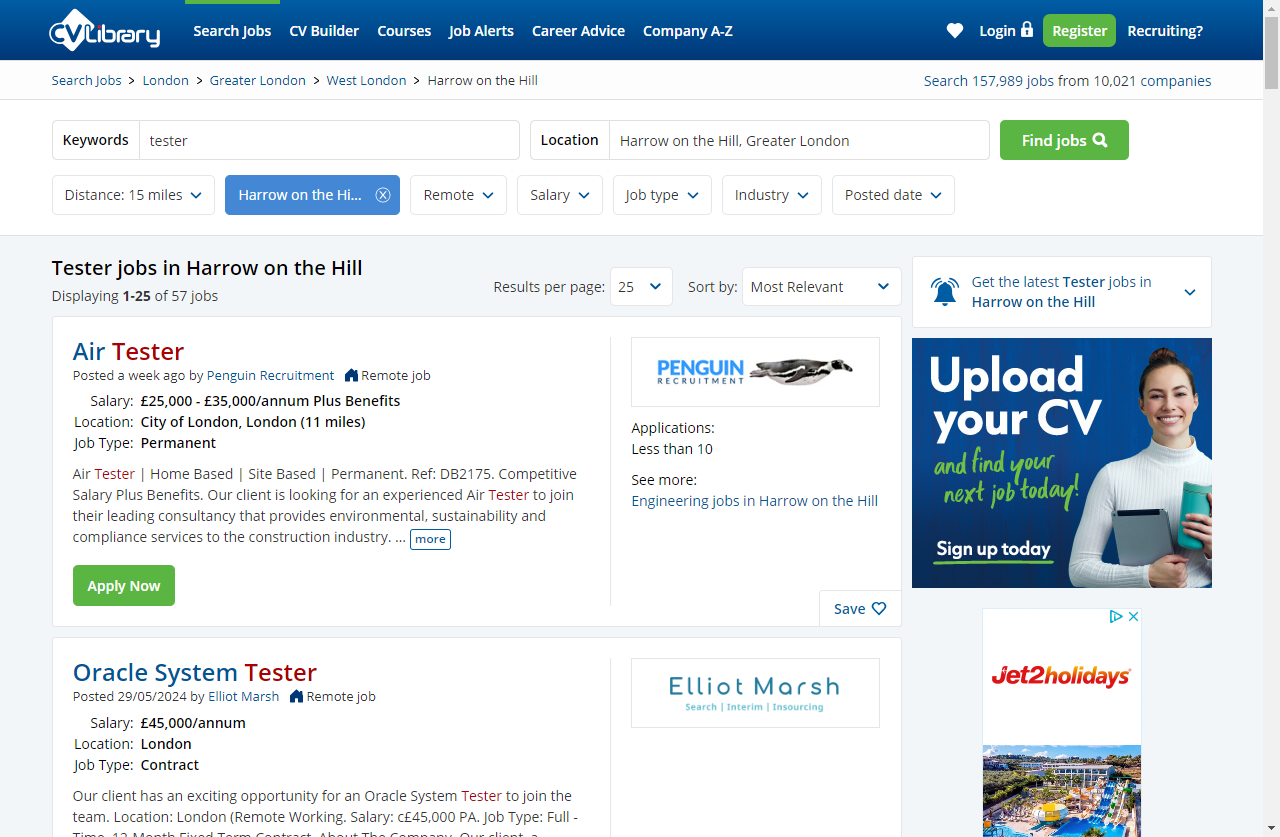 CVLibrary Search Jobs CV Builder Courses Job Alerts Career Advice Company A-Z Login Register Recruiting?
Search Jobs > London > Greater London > West London > Harrow on the Hill Search 157,989 jobs from 10,021 companies
Keywords tester Location Harrow on the Hill, Greater London Find jobs
Distance: 15 miles Harrow on the Hi... Remote Salary Job type Industry Posted date
Tester jobs in Harrow on the Hill
Displaying 1-25 of 57 jobs
Results per page: 25 Sort by: Most Relevant
Air Tester
Posted a week ago by Penguin Recruitment Remote job
Salary: £25,000 - £35,000/annum Plus Benefits
Location: City of London, London (11 miles)
Job Type: Permanent
Air Tester | Home Based | Site Based | Permanent. Ref: DB2175. Competitive
Salary Plus Benefits. Our client is looking for an experienced Air Tester to join
their leading consultancy that provides environmental, sustainability and
compliance services to the construction industry. ... more
Apply Now
PENGUIN
RECRUITMENT
Applications:
Less than 10
See more:
Engineering jobs in Harrow on the Hill
Save
Oracle System Tester
Posted 29/05/2024 by Elliot Marsh Remote job
Salary: £45,000/annum
Location: London
Job Type: Contract
Our client has an exciting opportunity for an Oracle System Tester to join the
team. Location: London (Remote Working. Salary: c£45,000 PA. Job Type: Full -
Time, 12 Month Fixed Term Contract. About The Company: Our client, a
Elliot Marsh
Search | Interim | Insourcing
Get the latest Tester jobs in
Harrow on the Hill
Upload
your CV
and find your
next job today!
Sign up today
Jet2holidays